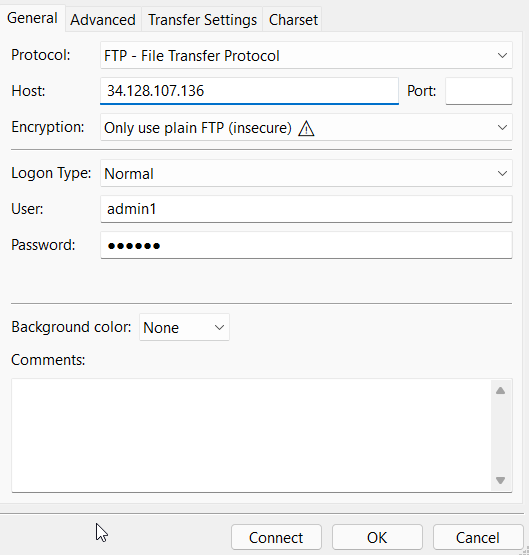 General Advanced Transfer Settings Charset
Protocol: FTP - File Transfer Protocol
Host: 34.128.107.136 Port:
Encryption: Only use plain FTP (insecure) ⚠
Logon Type: Normal
User: admin1
Password: ●●●●●●
Background color: None
Comments:
Connect OK Cancel